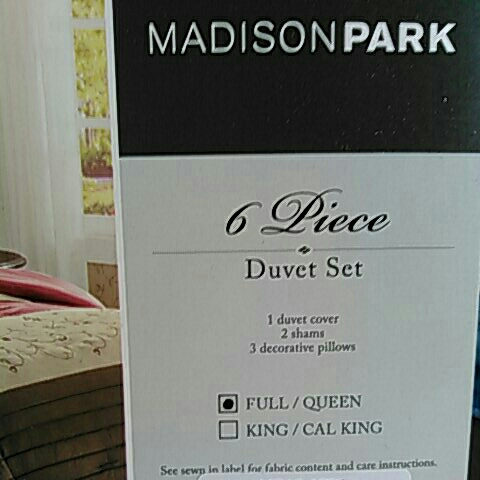 MADISONPARK
6 Piece
Duvet Set
1 duvet cover
2 shams
3 decorative pillows
FULL / QUEEN
KING / CAL KING
See sewn in label for fabric content and care instructions.